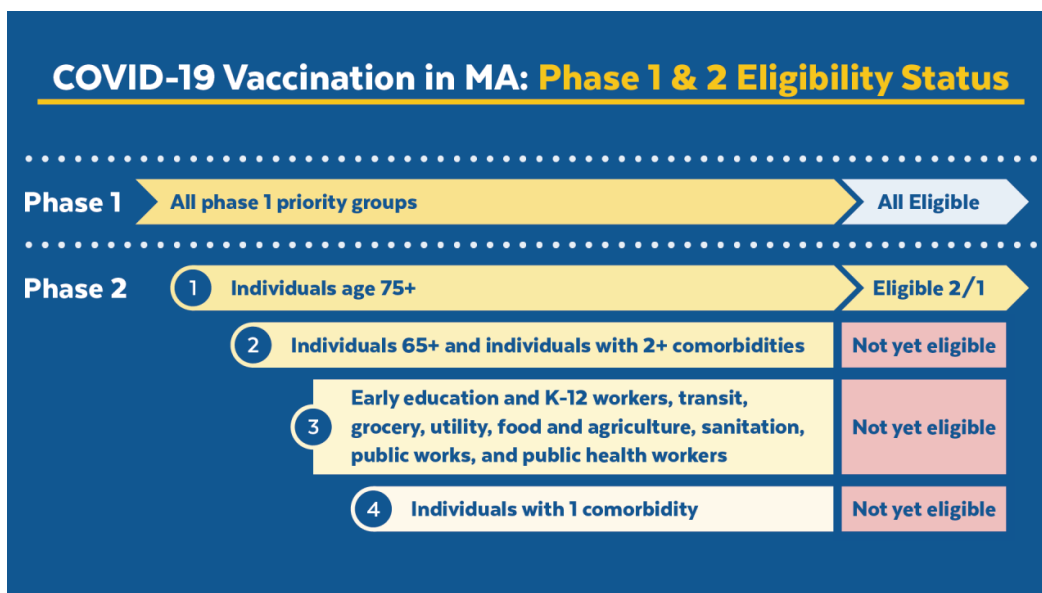 COVID-19 Vaccination in MA: Phase 1 & 2 Eligibility Status
Phase 1
All phase 1 priority groups
All Eligible
Phase 2
1
Individuals age 75+
Eligible 2/1
2
Individuals 65+ and individuals with 2+ comorbidities
Not yet eligible
3
Early education and K-12 workers, transit,
grocery, utility, food and agriculture, sanitation,
public works, and public health workers
Not yet eligible
4
Individuals with 1 comorbidity
Not yet eligible